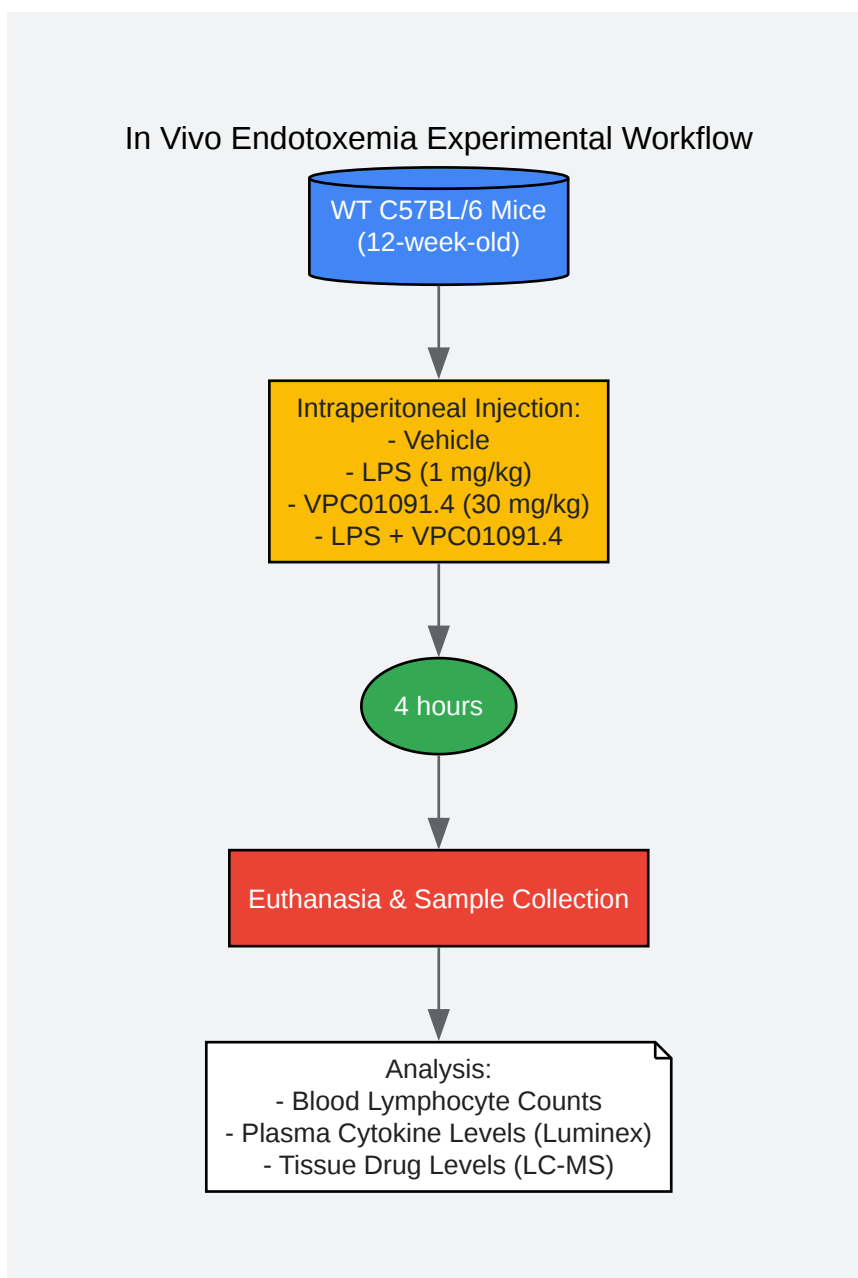 In Vivo Endotoxemia Experimental Workflow
WT C57BL/6 Mice
(12-week-old)
Intraperitoneal Injection:
- Vehicle
- LPS (1 mg/kg)
- VPC01091.4 (30 mg/kg)
- LPS + VPC01091.4
4 hours
Euthanasia & Sample Collection
Analysis:
- Blood Lymphocyte Counts
- Plasma Cytokine Levels (Luminex)
- Tissue Drug Levels (LC-MS)